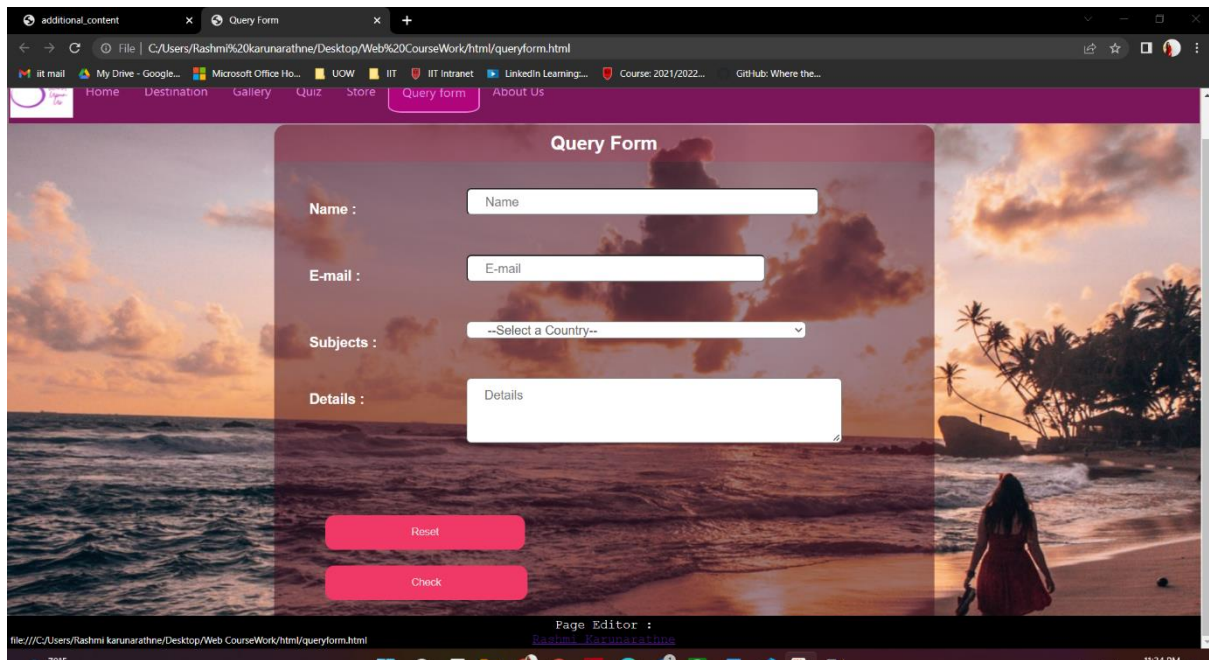 additional_content
Query Form
File | C:/Users/Rashmi%20karunarathne/Desktop/Web%20CourseWork/html/queryform.html
iit mail
My Drive - Google...
Microsoft Office Ho...
UOW
IIT
IIT Intranet
LinkedIn Learning:...
Course: 2021/2022...
GitHub: Where the...
Home Destination Gallery Quiz Store Query form About Us
Query Form
Name :
Name
E-mail :
E-mail
Subjects :
--Select a Country--
Details :
Details
Reset
Check
Page Editor :
Rashmi Karunarathne
file:///C:/Users/Rashmi karunarathne/Desktop/Web CourseWork/html/queryform.html